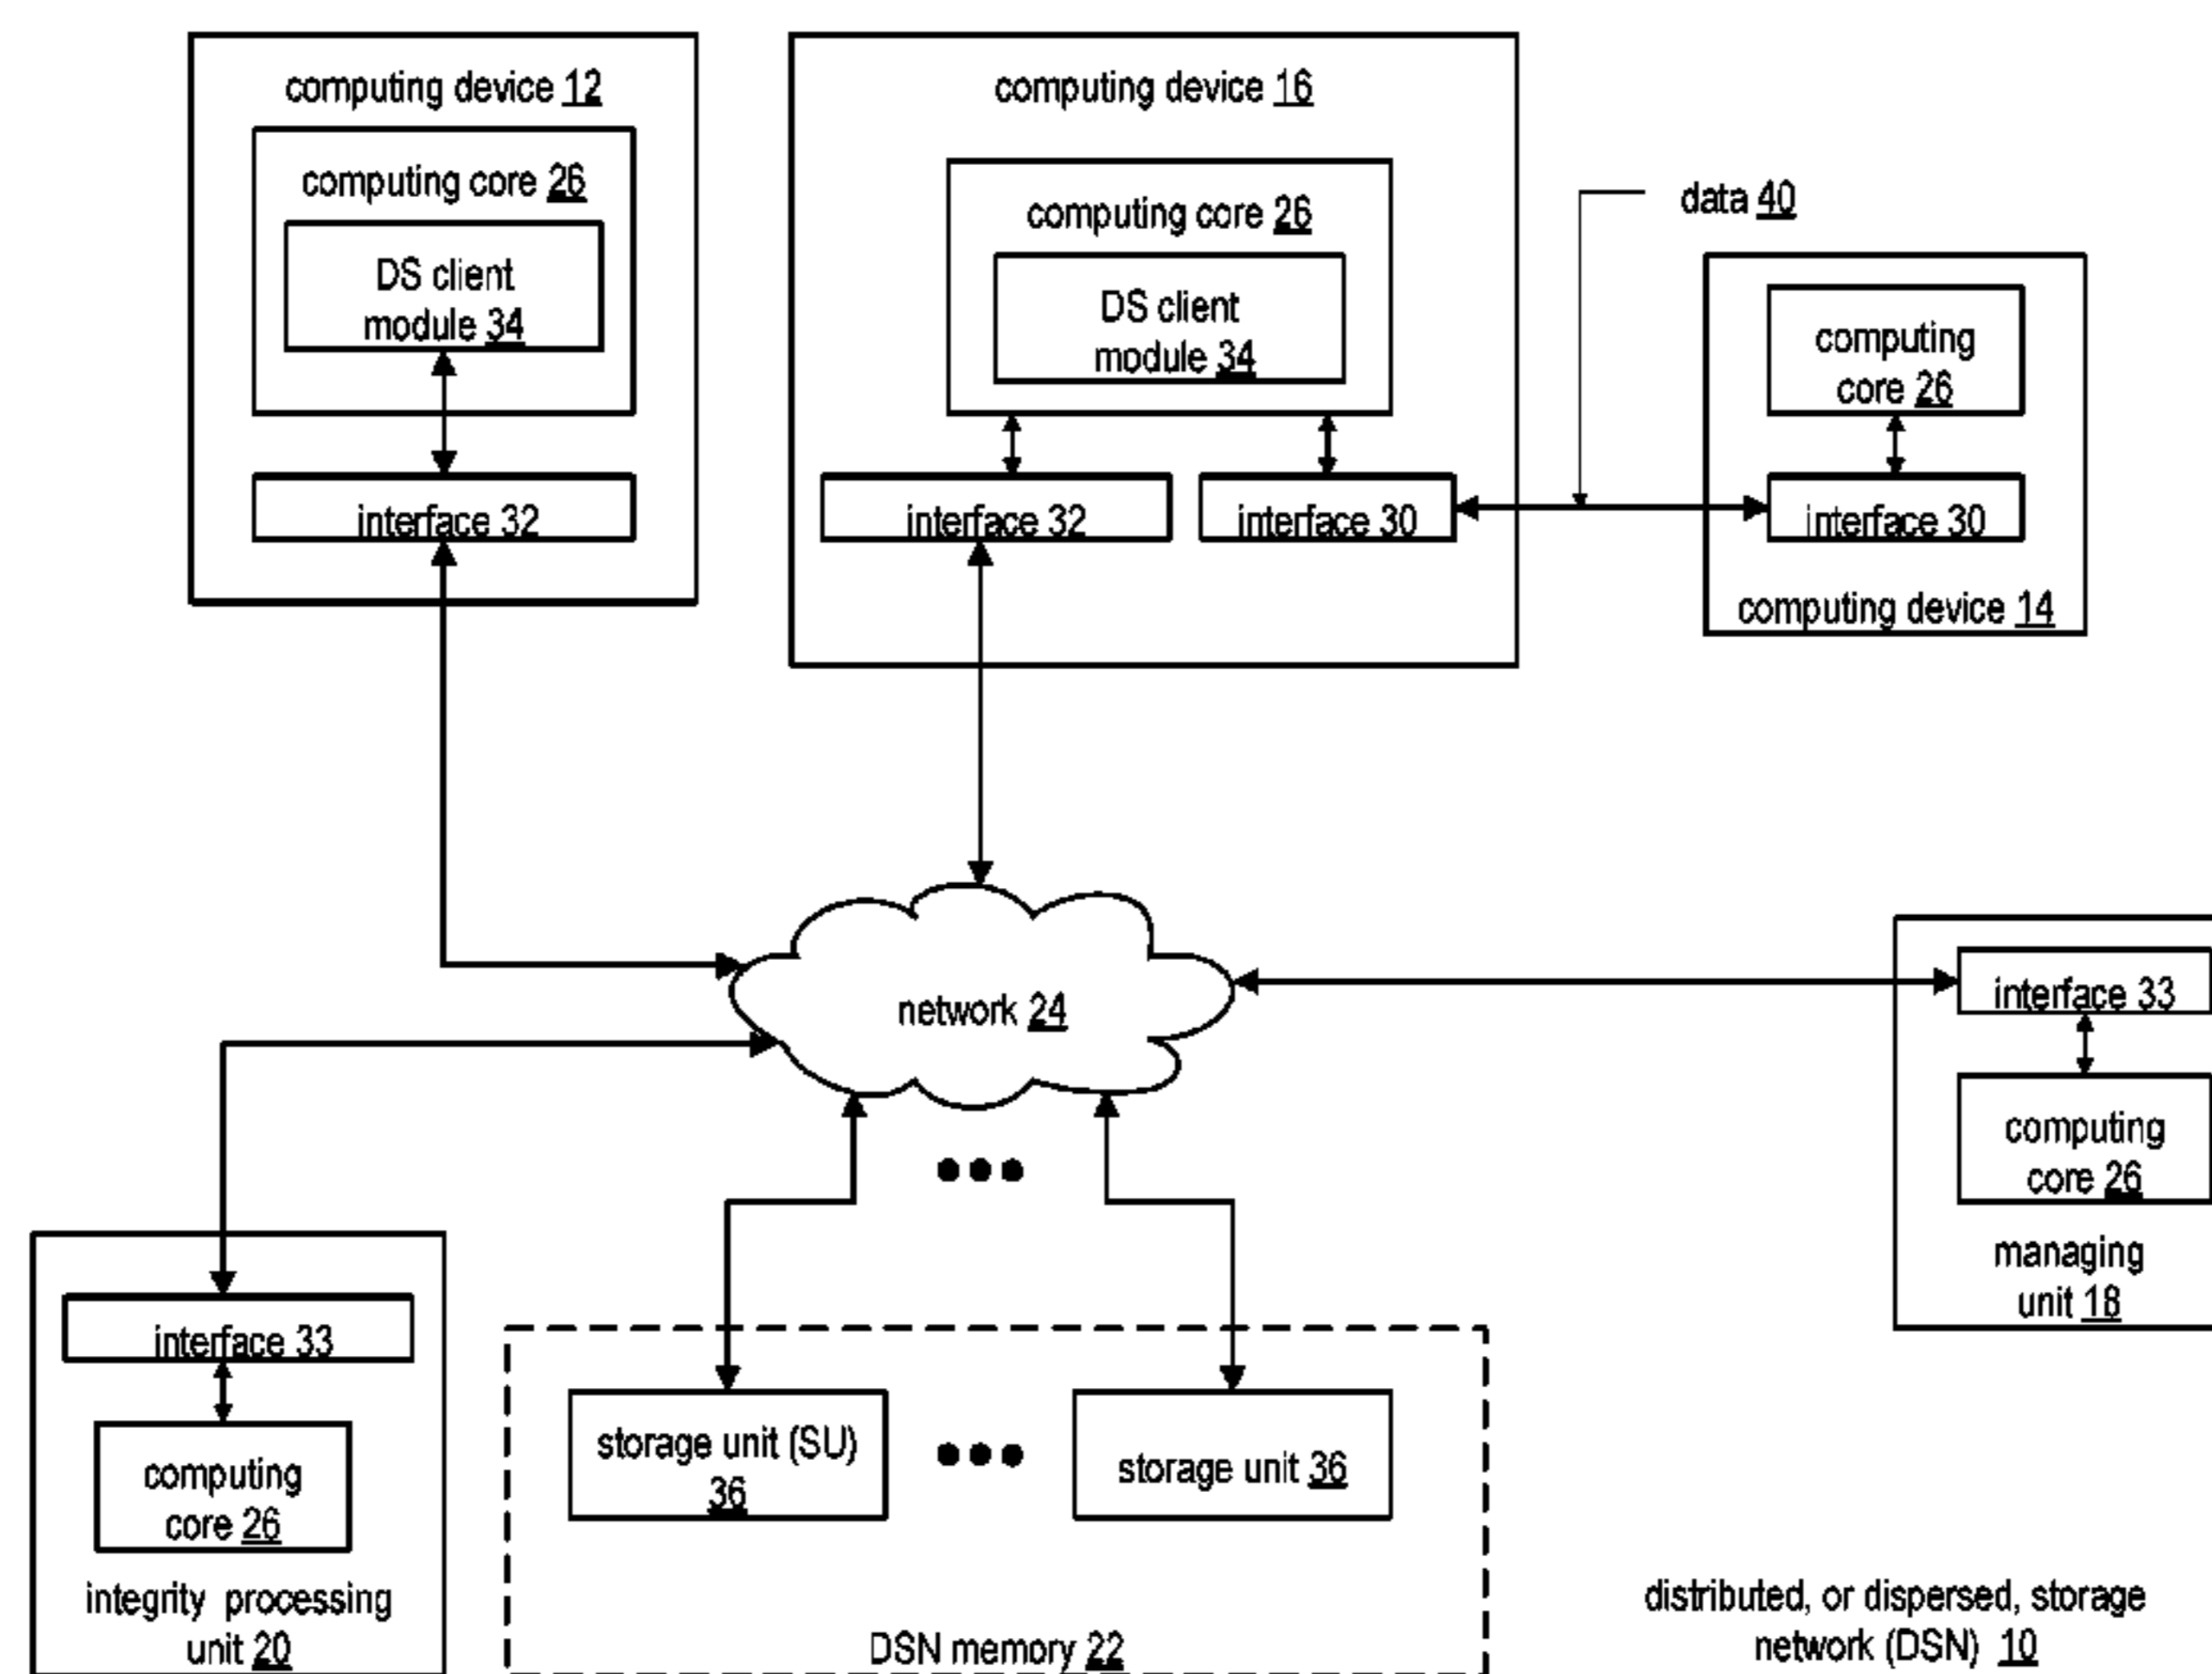 computing device 12
computing core 26
DS client
module 34
interface 32
computing device 16
computing core 26
DS client
module 34
interface 32
interface 30
data 40
computing
core 26
interface 30
computing device 14
network 24
interface 33
computing
core 26
managing
unit 18
interface 33
computing
core 26
integrity processing
unit 20
storage unit (SU)
36
storage unit 36
DSN memory 22
distributed, or dispersed, storage
network (DSN) 10